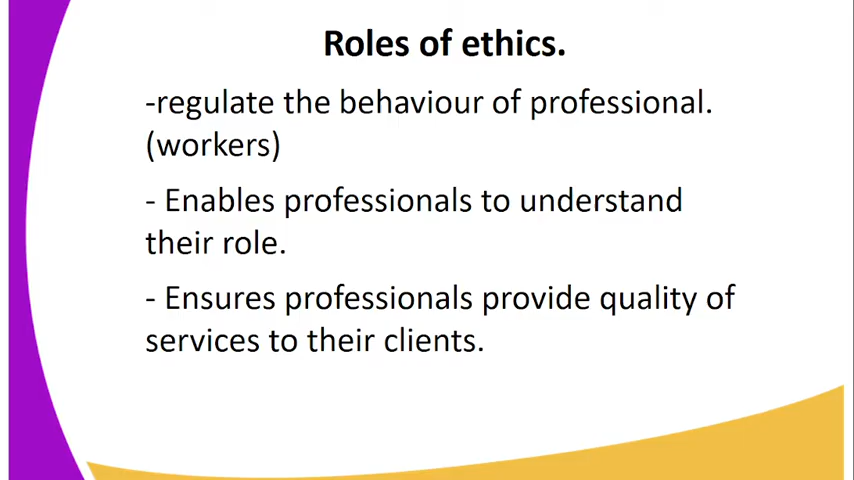 Roles of ethics.
-regulate the behaviour of professional.
(workers)
- Enables professionals to understand
their role.
- Ensures professionals provide quality of
services to their clients.